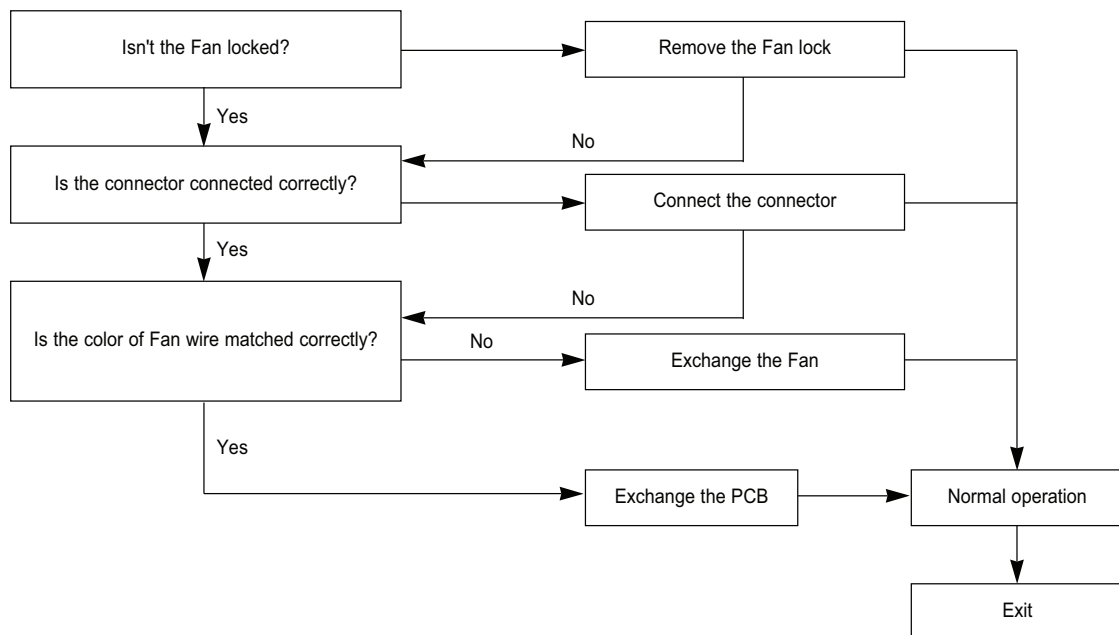 Isn't the Fan locked?
Remove the Fan lock
Yes
No
Is the connector connected correctly?
Connect the connector
Yes
No
Is the color of Fan wire matched correctly?
No
Exchange the Fan
Yes
Exchange the PCB
Normal operation
Exit